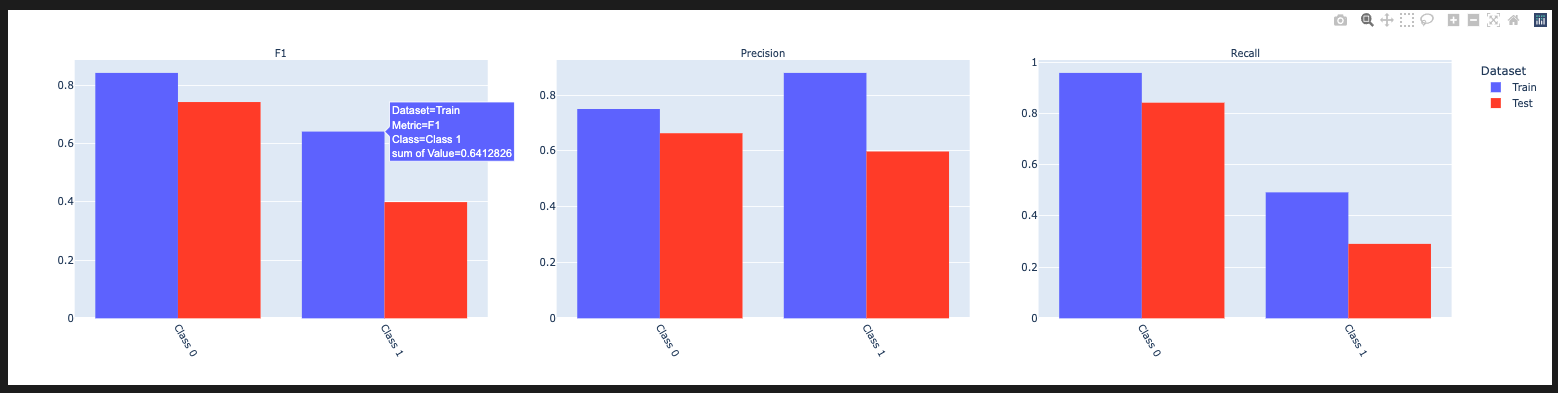 F1
0.8
0.6
0.4
0.2
0
Class 0
Class 1
Dataset=Train
Metric=F1
Class=Class 1
sum of Value=0.6412826
Precision
0.8
0.6
0.4
0.2
0
Class 0
Class 1
Recall
1
0.8
0.6
0.4
0.2
0
Class 0
Class 1
Dataset
Train
Test